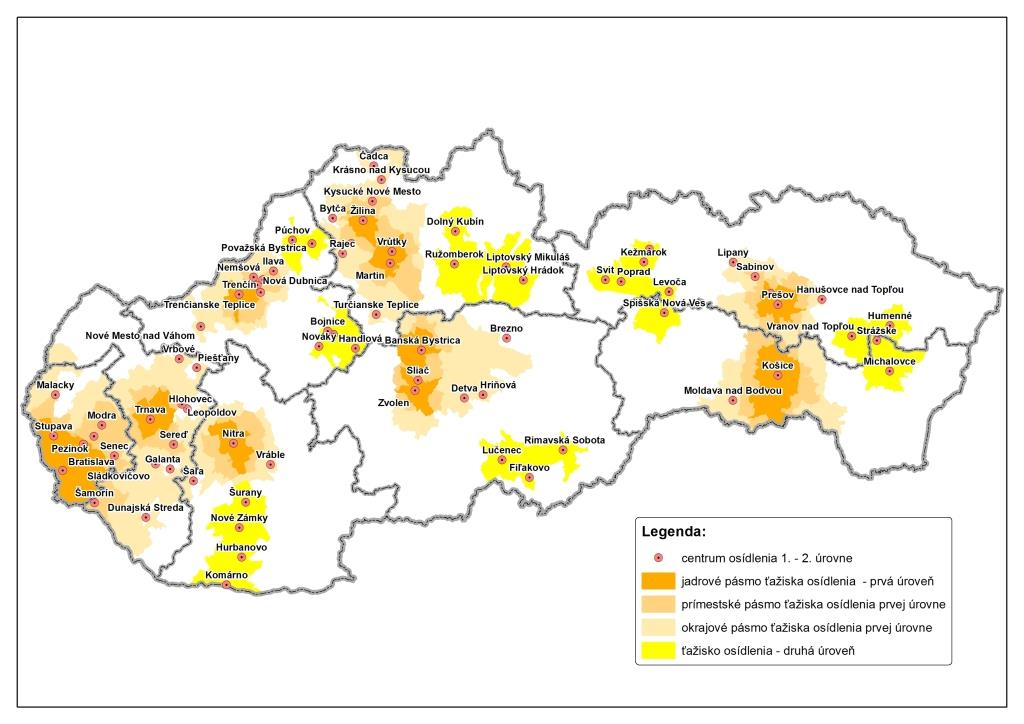 Čadca
Krásno nad Kysucou
Kysucké Nové Mesto
Bytča
Žilina
Dolný Kubín
Púchov
Považská Bystrica
Rajec
Vrútky
Ružomberok
Liptovský Mikuláš
Kežmarok
Lipany
Nemšová
Ilava
Martin
Liptovský Hrádok
Svit
Poprad
Sabinov
Trenčín
Nová Dubnica
Levoča
Hanušovce nad Topľou
Prešov
Trenčianske Teplice
Turčianske Teplice
Spišská Nová Ves
Humenné
Bojnice
Vranov nad Topľou
Strážske
Nové Mesto nad Váhom
Nováky
Handlová
Banská Bystrica
Brezno
Vrbové
Piešťany
Michalovce
Malacky
Sliač
Košice
Hlohovec
Detva
Hriňová
Moldava nad Bodvou
Modra
Trnava
Leopoldov
Zvolen
Stupava
Sereď
Nitra
Pezinok
Senec
Rimavská Sobota
Bratislava
Galanta
Vráble
Lučenec
Sládkovičovo
Šaľa
Fiľakovo
Šamorín
Šurany
Dunajská Streda
Nové Zámky
Hurbanovo
Komárno
Legenda:
centrum osídlenia 1. - 2. úrovne
jadrové pásmo ťažiska osídlenia - prvá úroveň
prímestské pásmo ťažiska osídlenia prvej úrovne
okrajové pásmo ťažiska osídlenia prvej úrovne
ťažisko osídlenia - druhá úroveň